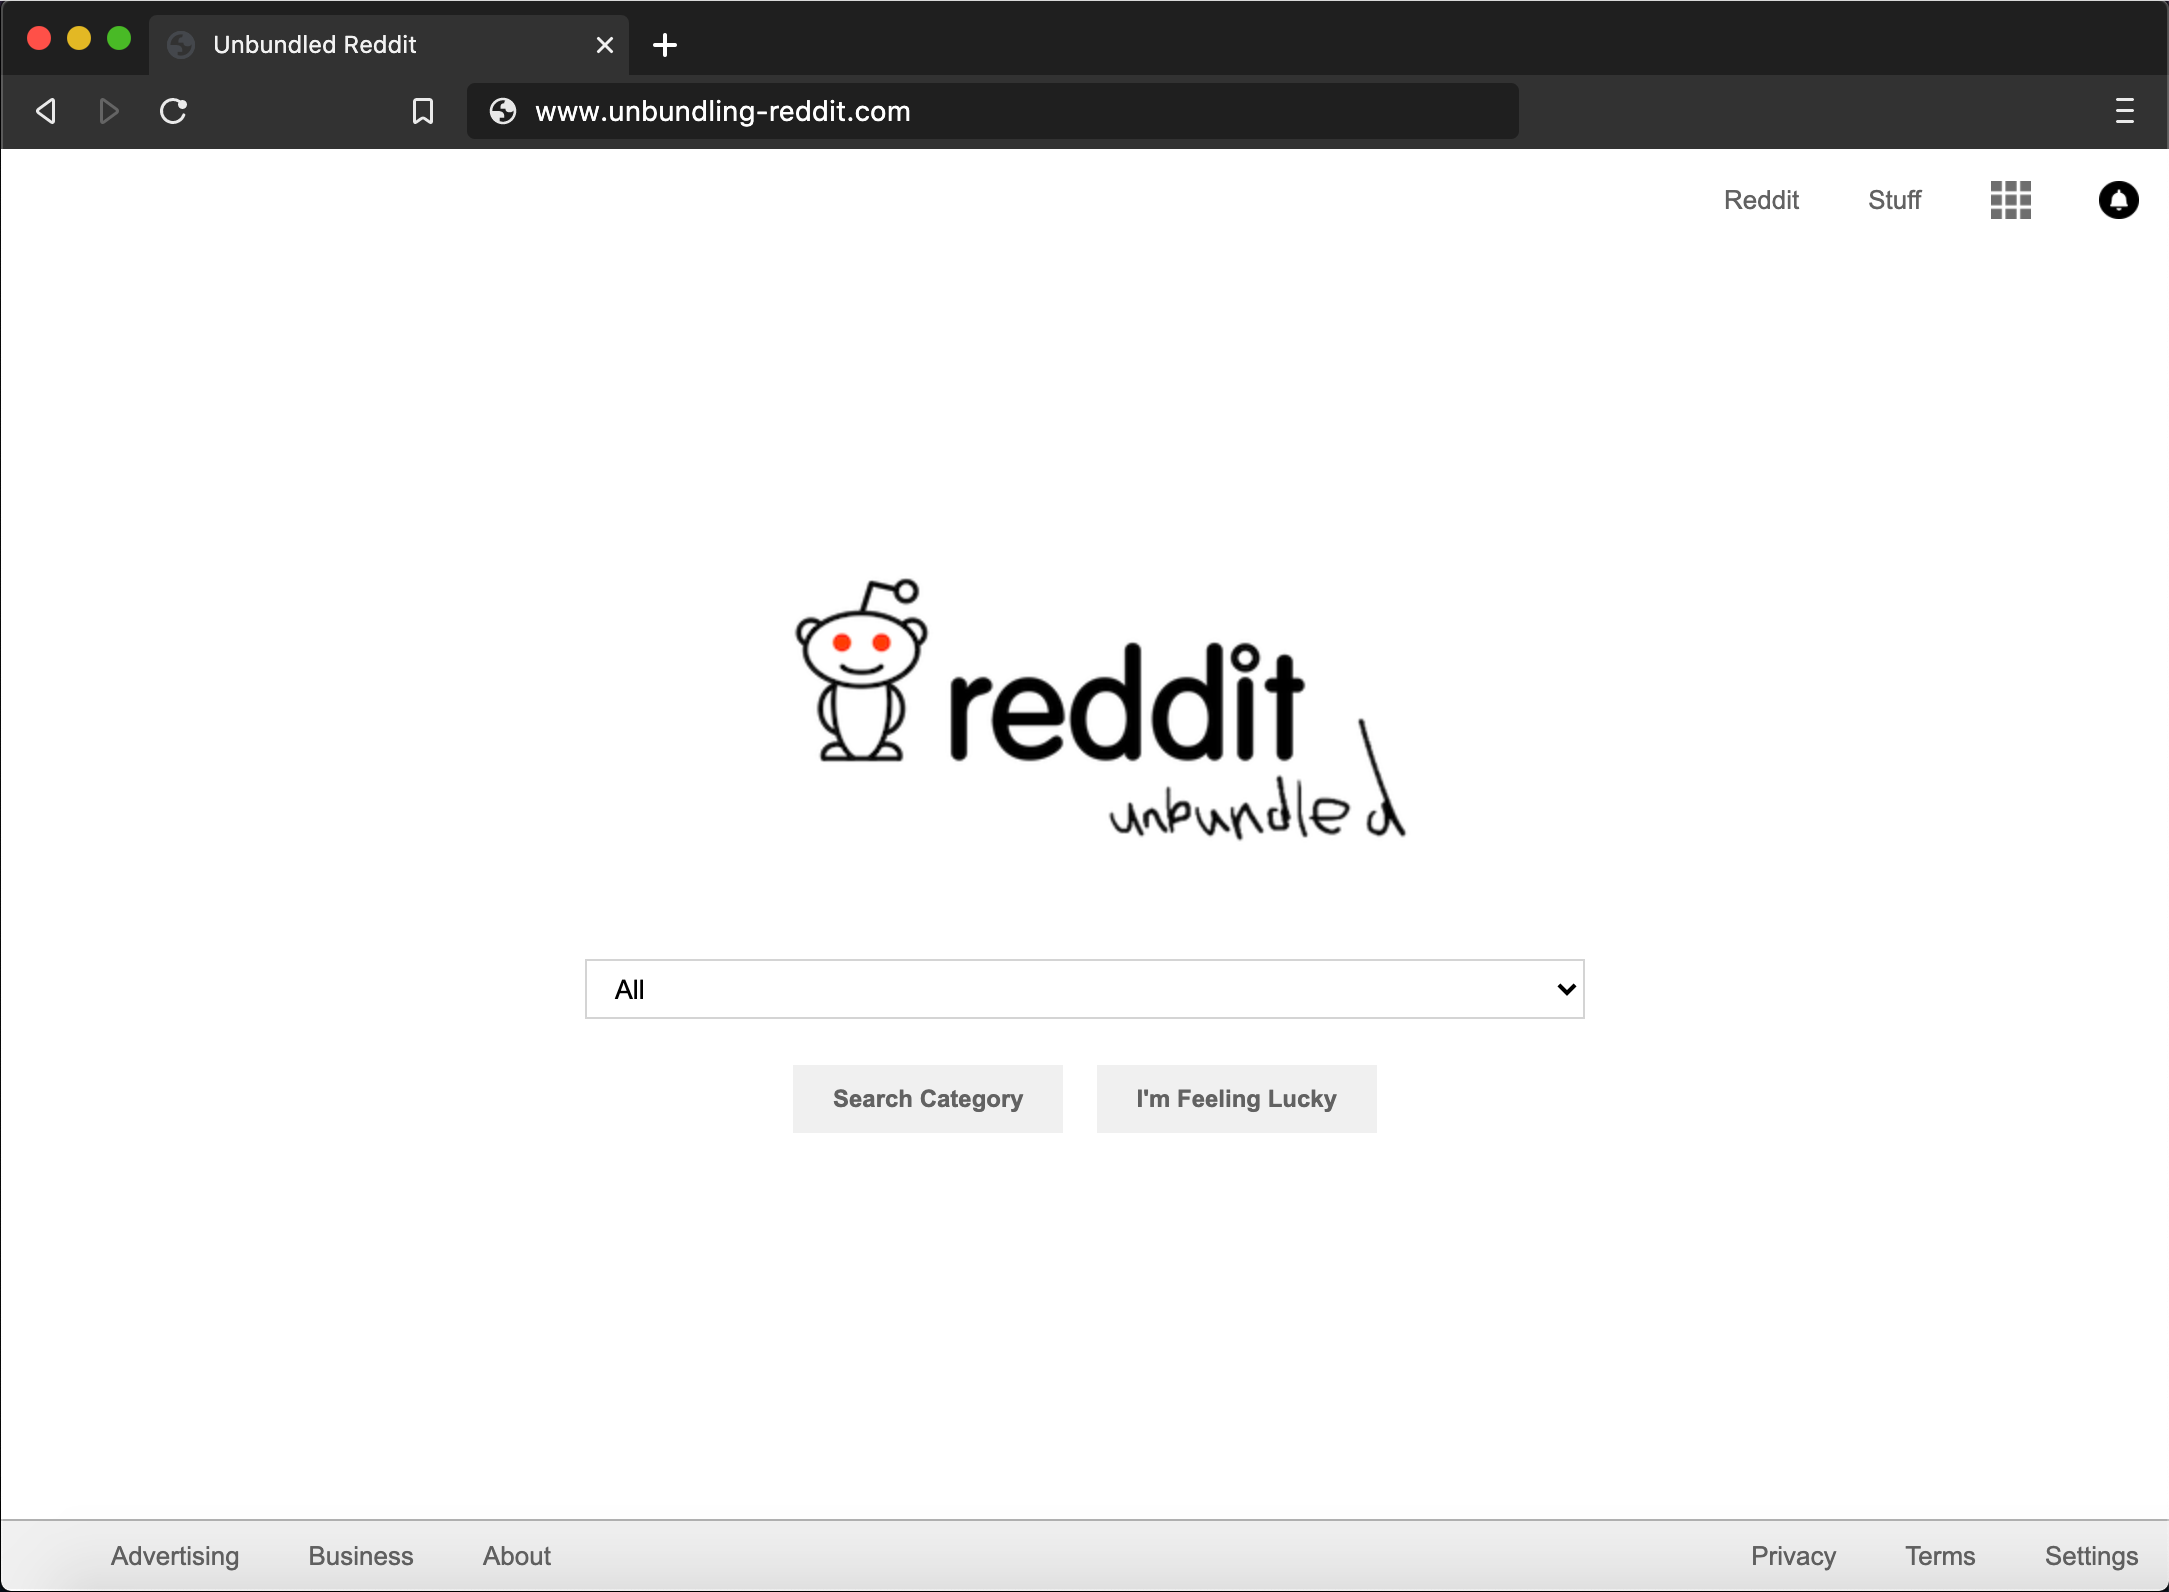 Unbundled Reddit
www.unbundling-reddit.com
Reddit Stuff
reddit
unbundled
All
Search Category I'm Feeling Lucky
Advertising Business About Privacy Terms Settings